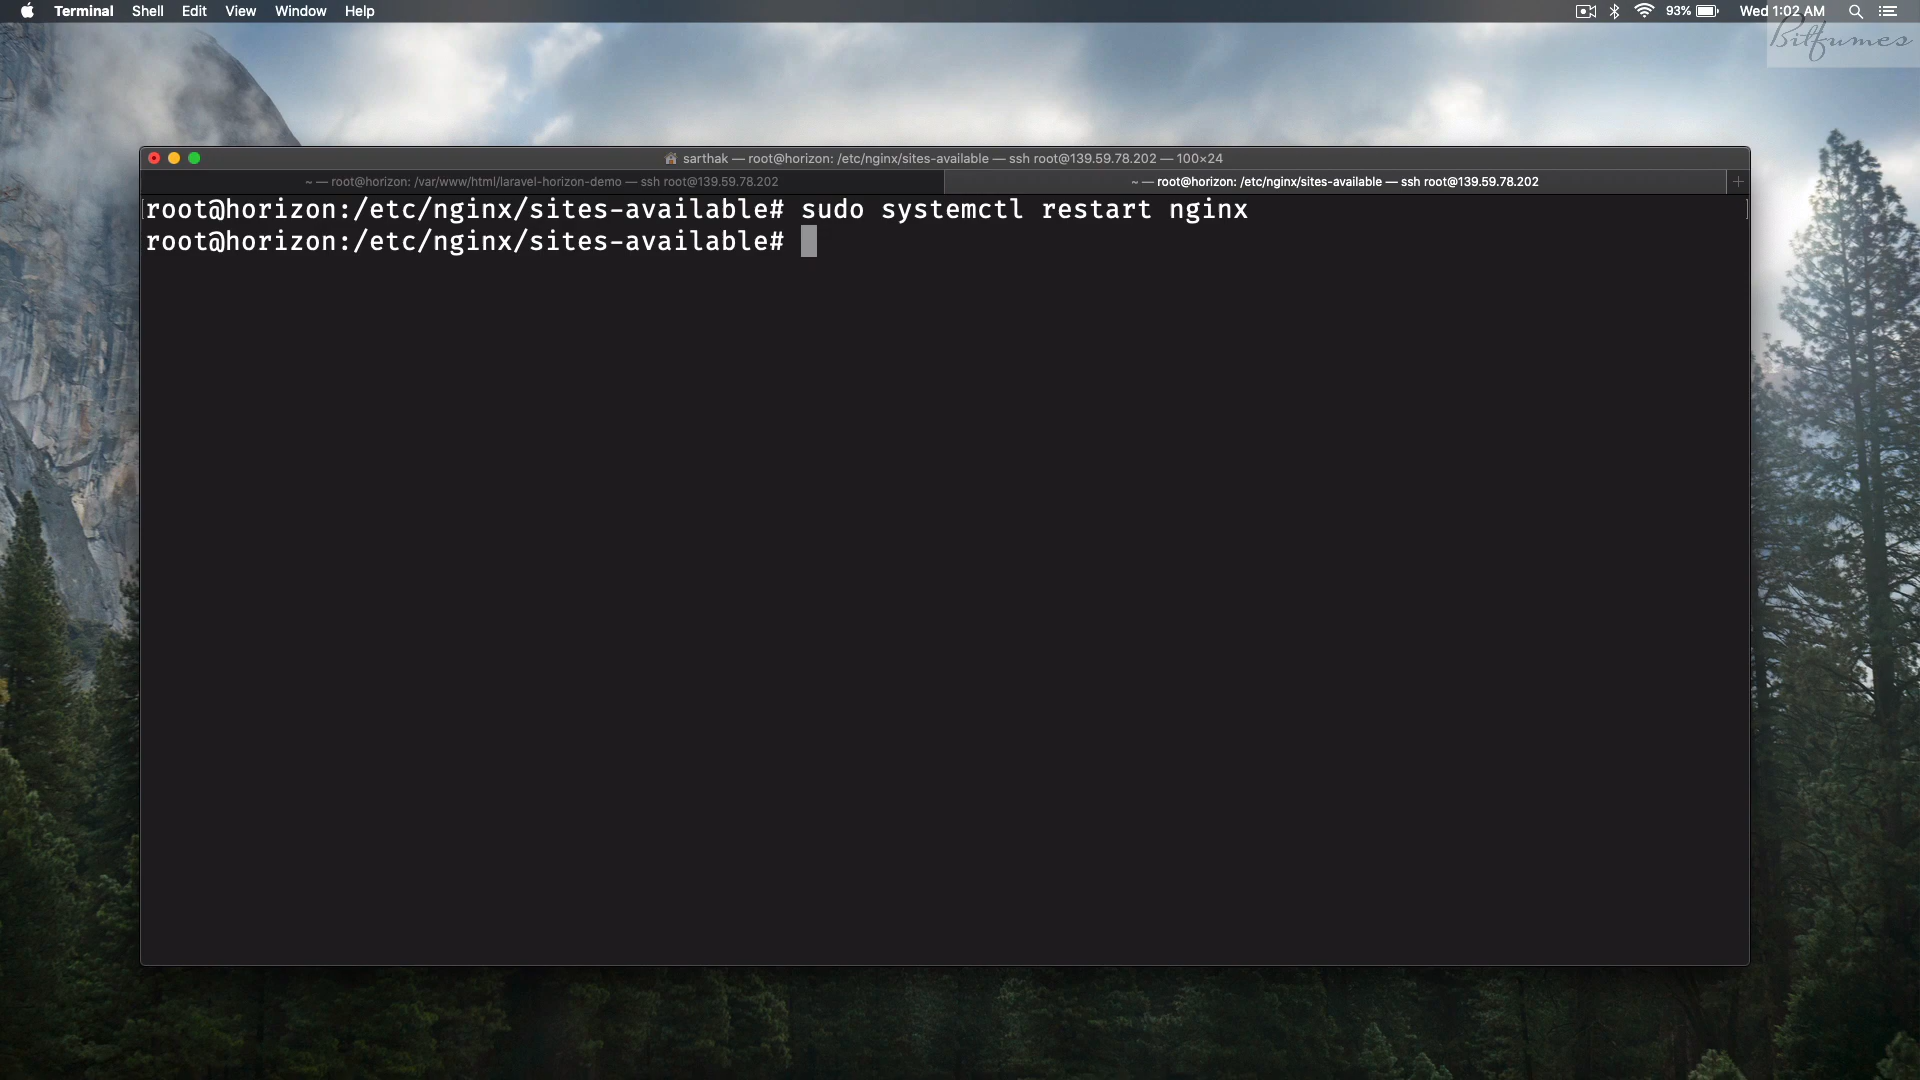 Terminal Shell Edit View Window Help 93% Wed 1:02 AM
Bitfumes
sarthak — root@horizon: /etc/nginx/sites-available — ssh root@139.59.78.202 — 100×24
~ — root@horizon: /var/www/html/laravel-horizon-demo — ssh root@139.59.78.202 ~ — root@horizon: /etc/nginx/sites-available — ssh root@139.59.78.202 +
root@horizon:/etc/nginx/sites-available# sudo systemctl restart nginx
root@horizon:/etc/nginx/sites-available#